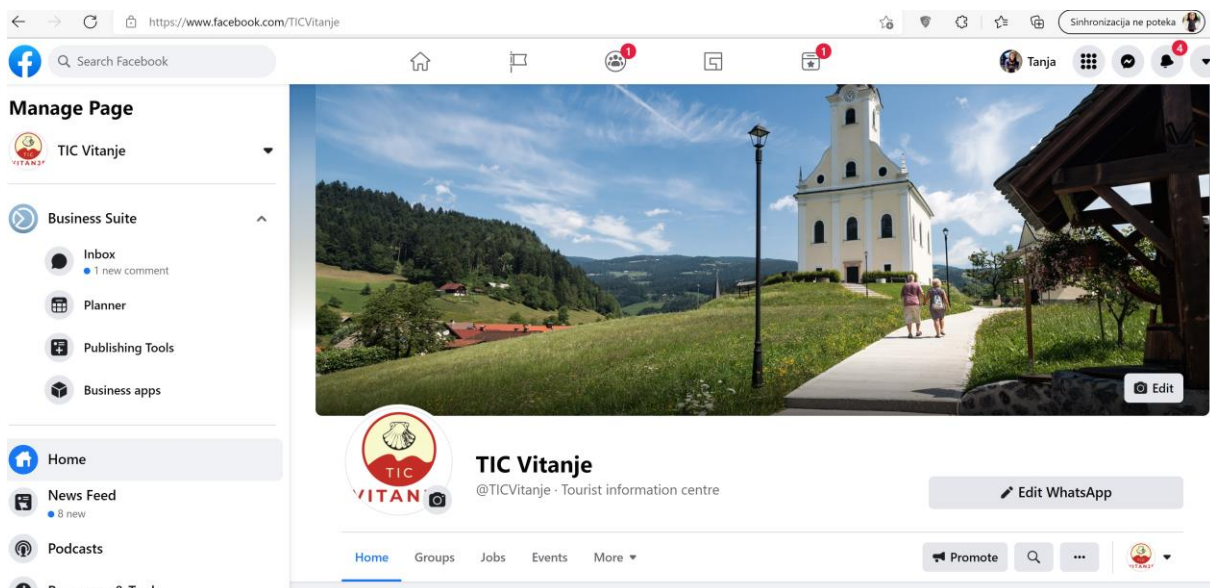 https://www.facebook.com/TICVitanje
Sinhronizacija ne poteka
Search Facebook
1
1
Tanja
4
Manage Page
TIC Vitanje
Business Suite
Inbox
1 new comment
Planner
Publishing Tools
Business apps
Home
News Feed
8 new
Podcasts
Edit
TIC
TIC Vitanje
@TICVitanje · Tourist information centre
Edit WhatsApp
Home Groups Jobs Events More
Promote